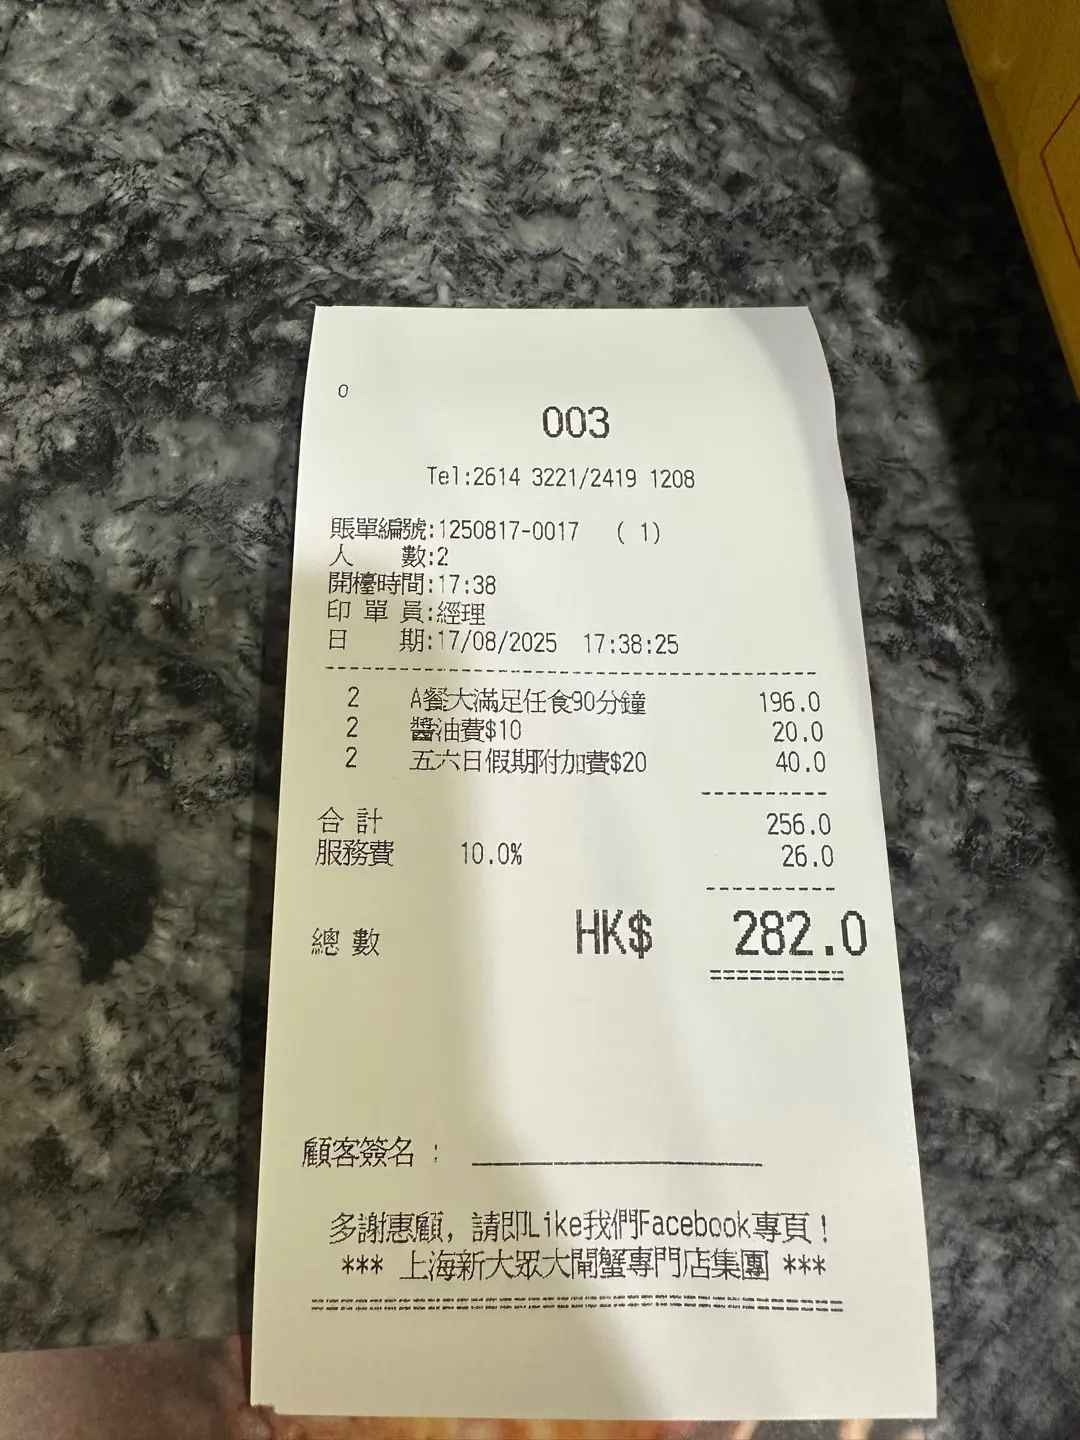 0
003
Tel:2614 3221/2419 1208
賬單編號:1250817-0017 ( 1)
人 數:2
開檯時間:17:38
印單員:經理
日 期:17/08/2025 17:38:25
2 A餐大滿足任食90分鐘 196.0
2 醬油費$10 20.0
2 五六日假期附加費$20 40.0
合計 256.0
服務費 10.0% 26.0
總數 HK$ 282.0
顧客簽名 :
多謝惠顧, 請即Like我們Facebook專頁!
*** 上海新大眾大閘蟹專門店集團 ***